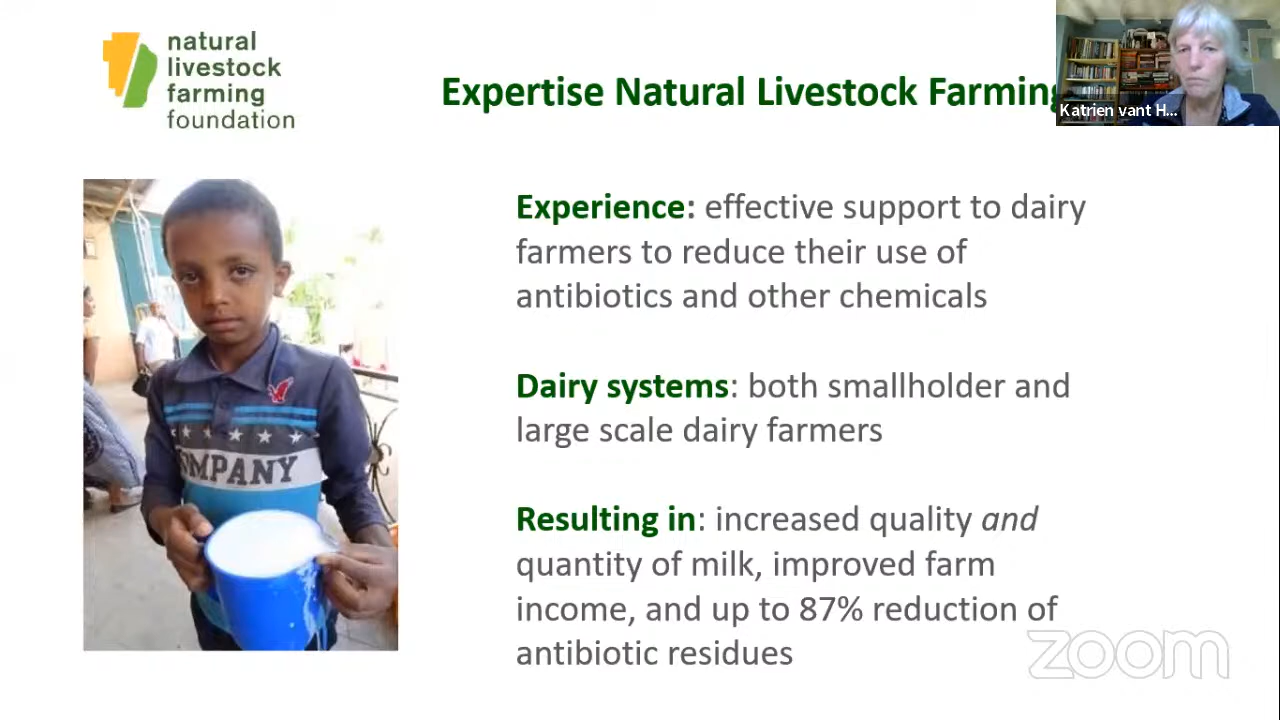 natural
livestock
farming
foundation
Expertise Natural Livestock Farming
Katrien vant H...
Experience: effective support to dairy
farmers to reduce their use of
antibiotics and other chemicals
Dairy systems: both smallholder and
large scale dairy farmers
COMPANY
Resulting in: increased quality and
quantity of milk, improved farm
income, and up to 87% reduction of
antibiotic residues
zoom